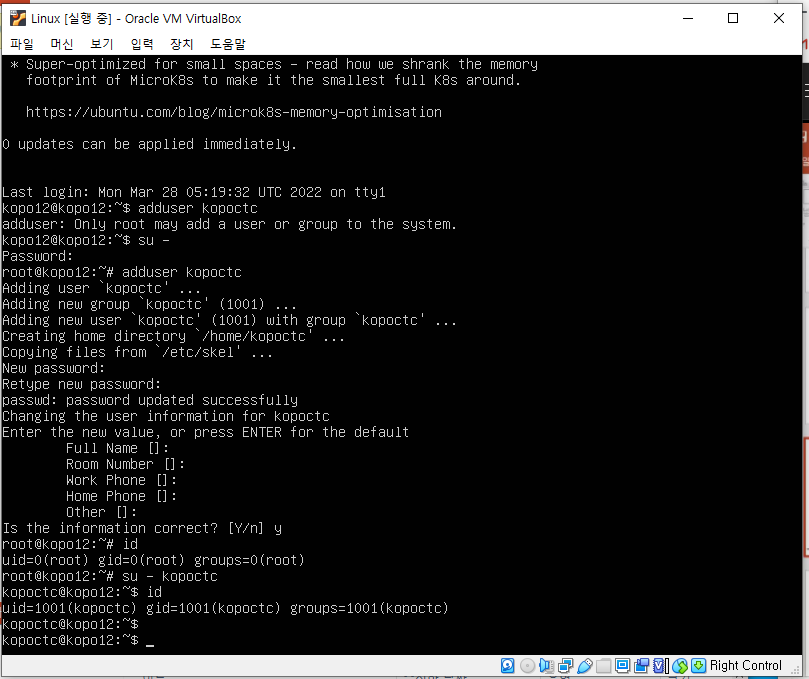 Linux [실행 중] - Oracle VM VirtualBox
파일 머신 보기 입력 장치 도움말
* Super-optimized for small spaces - read how we shrank the memory
footprint of MicroK8s to make it the smallest full K8s around.
https://ubuntu.com/blog/microk8s-memory-optimisation
0 updates can be applied immediately.
Last login: Mon Mar 28 05:19:32 UTC 2022 on tty1
kopo12@kopo12:~$ adduser kopoctc
adduser: Only root may add a user or group to the system.
kopo12@kopo12:~$ su -
Password:
root@kopo12:~# adduser kopoctc
Adding user `kopoctc' ...
Adding new group `kopoctc' (1001) ...
Adding new user `kopoctc' (1001) with group `kopoctc' ...
Creating home directory `/home/kopoctc' ...
Copying files from `/etc/skel' ...
New password:
Retype new password:
passwd: password updated successfully
Changing the user information for kopoctc
Enter the new value, or press ENTER for the default
Full Name []:
Room Number []:
Work Phone []:
Home Phone []:
Other []:
Is the information correct? [Y/n] y
root@kopo12:~# id
uid=0(root) gid=0(root) groups=0(root)
root@kopo12:~# su - kopoctc
kopoctc@kopo12:~$ id
uid=1001(kopoctc) gid=1001(kopoctc) groups=1001(kopoctc)
kopoctc@kopo12:~$
kopoctc@kopo12:~$ _
Right Control